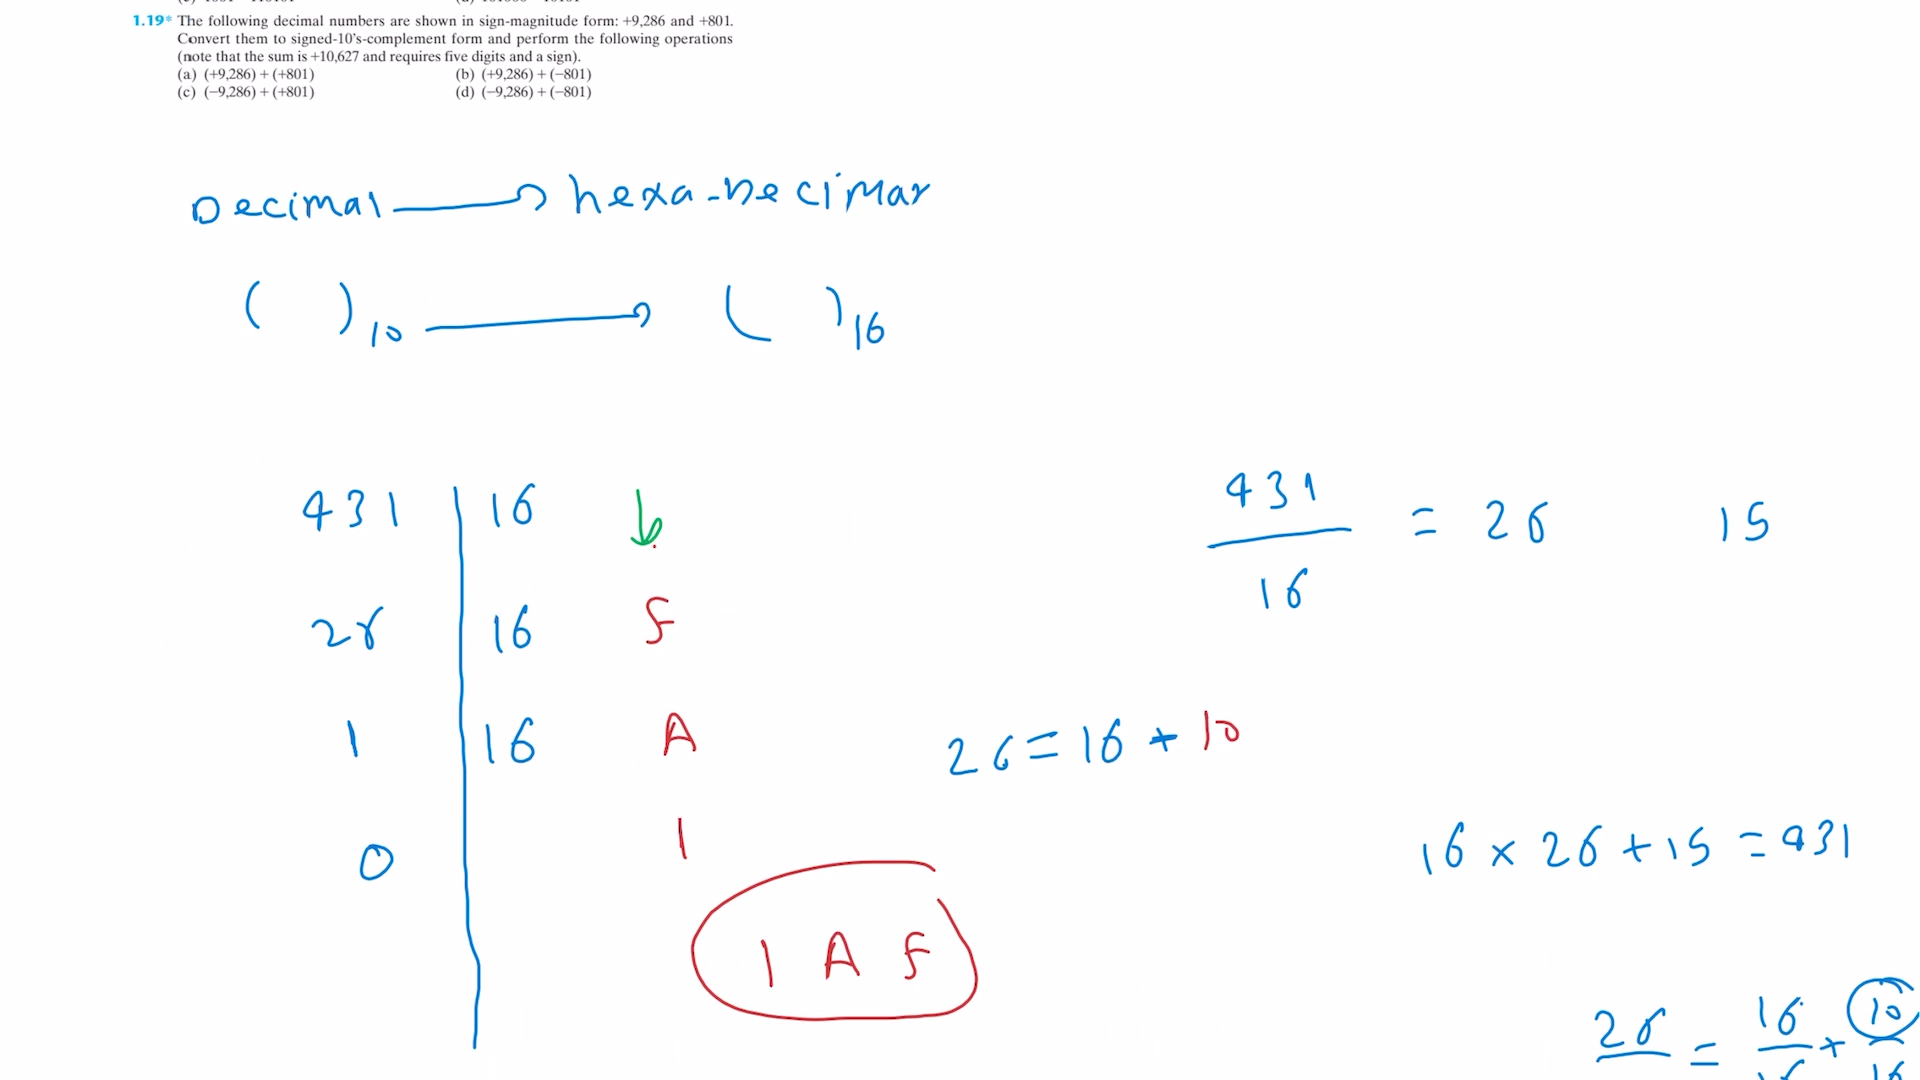 1.19* The following decimal numbers are shown in sign-magnitude form: +9,286 and +801.
Convert them to signed-10's-complement form and perform the following operations
(note that the sum is +10,627 and requires five digits and a sign).
(a) (+9,286) + (+801) (b) (+9,286) + (−801)
(c) (−9,286) + (+801) (d) (−9,286) + (−801)
Decimal → hexa-Decimal
( )10 → ( )16
431 16
26 16 F
1 16 A
0 1
1 A F
431/16 = 26 15
26 = 16 + 10
16 × 26 + 15 = 431
26 = 16 + 10